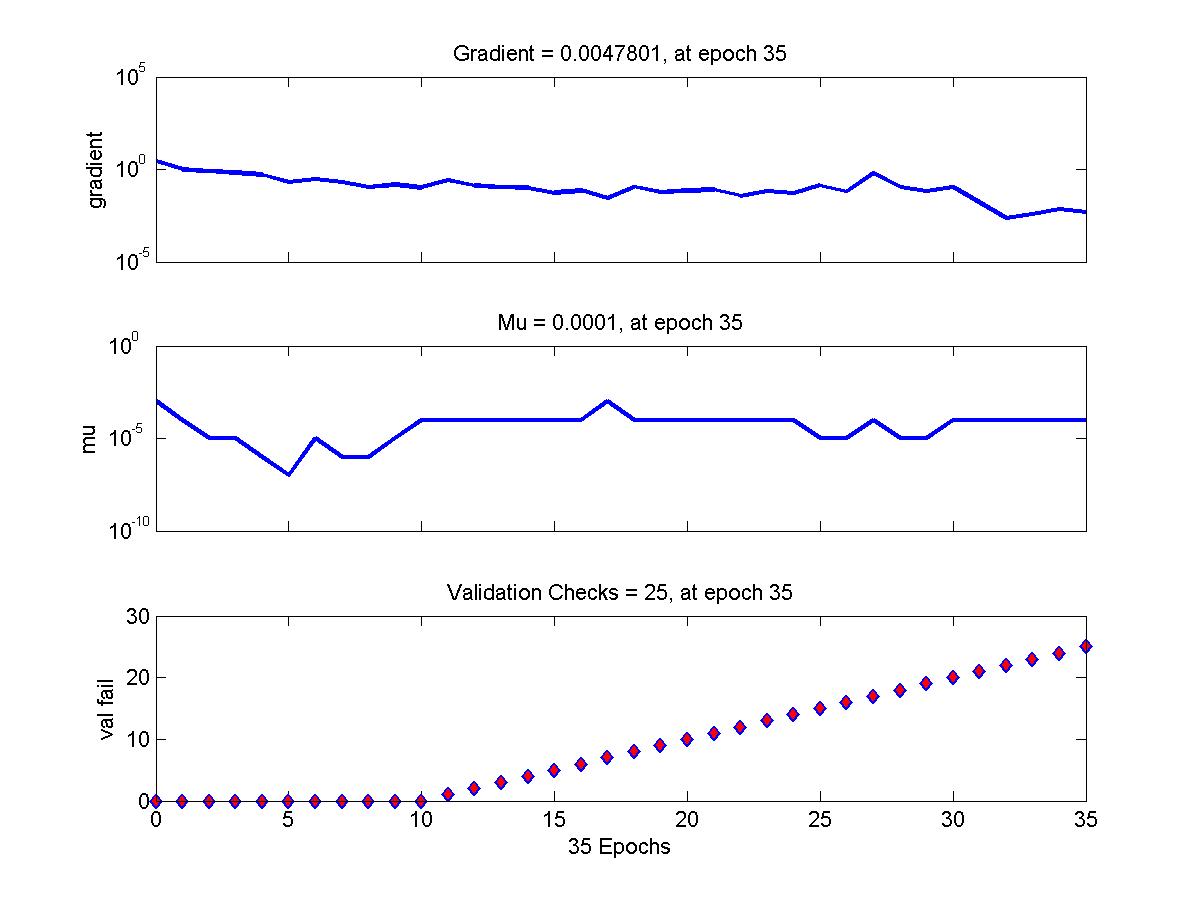 Gradient = 0.0047801, at epoch 35
10^5
10^0
10^-5
gradient
Mu = 0.0001, at epoch 35
10^0
10^-5
10^-10
mu
Validation Checks = 25, at epoch 35
30
20
10
0
val fail
0 5 10 15 20 25 30 35
35 Epochs